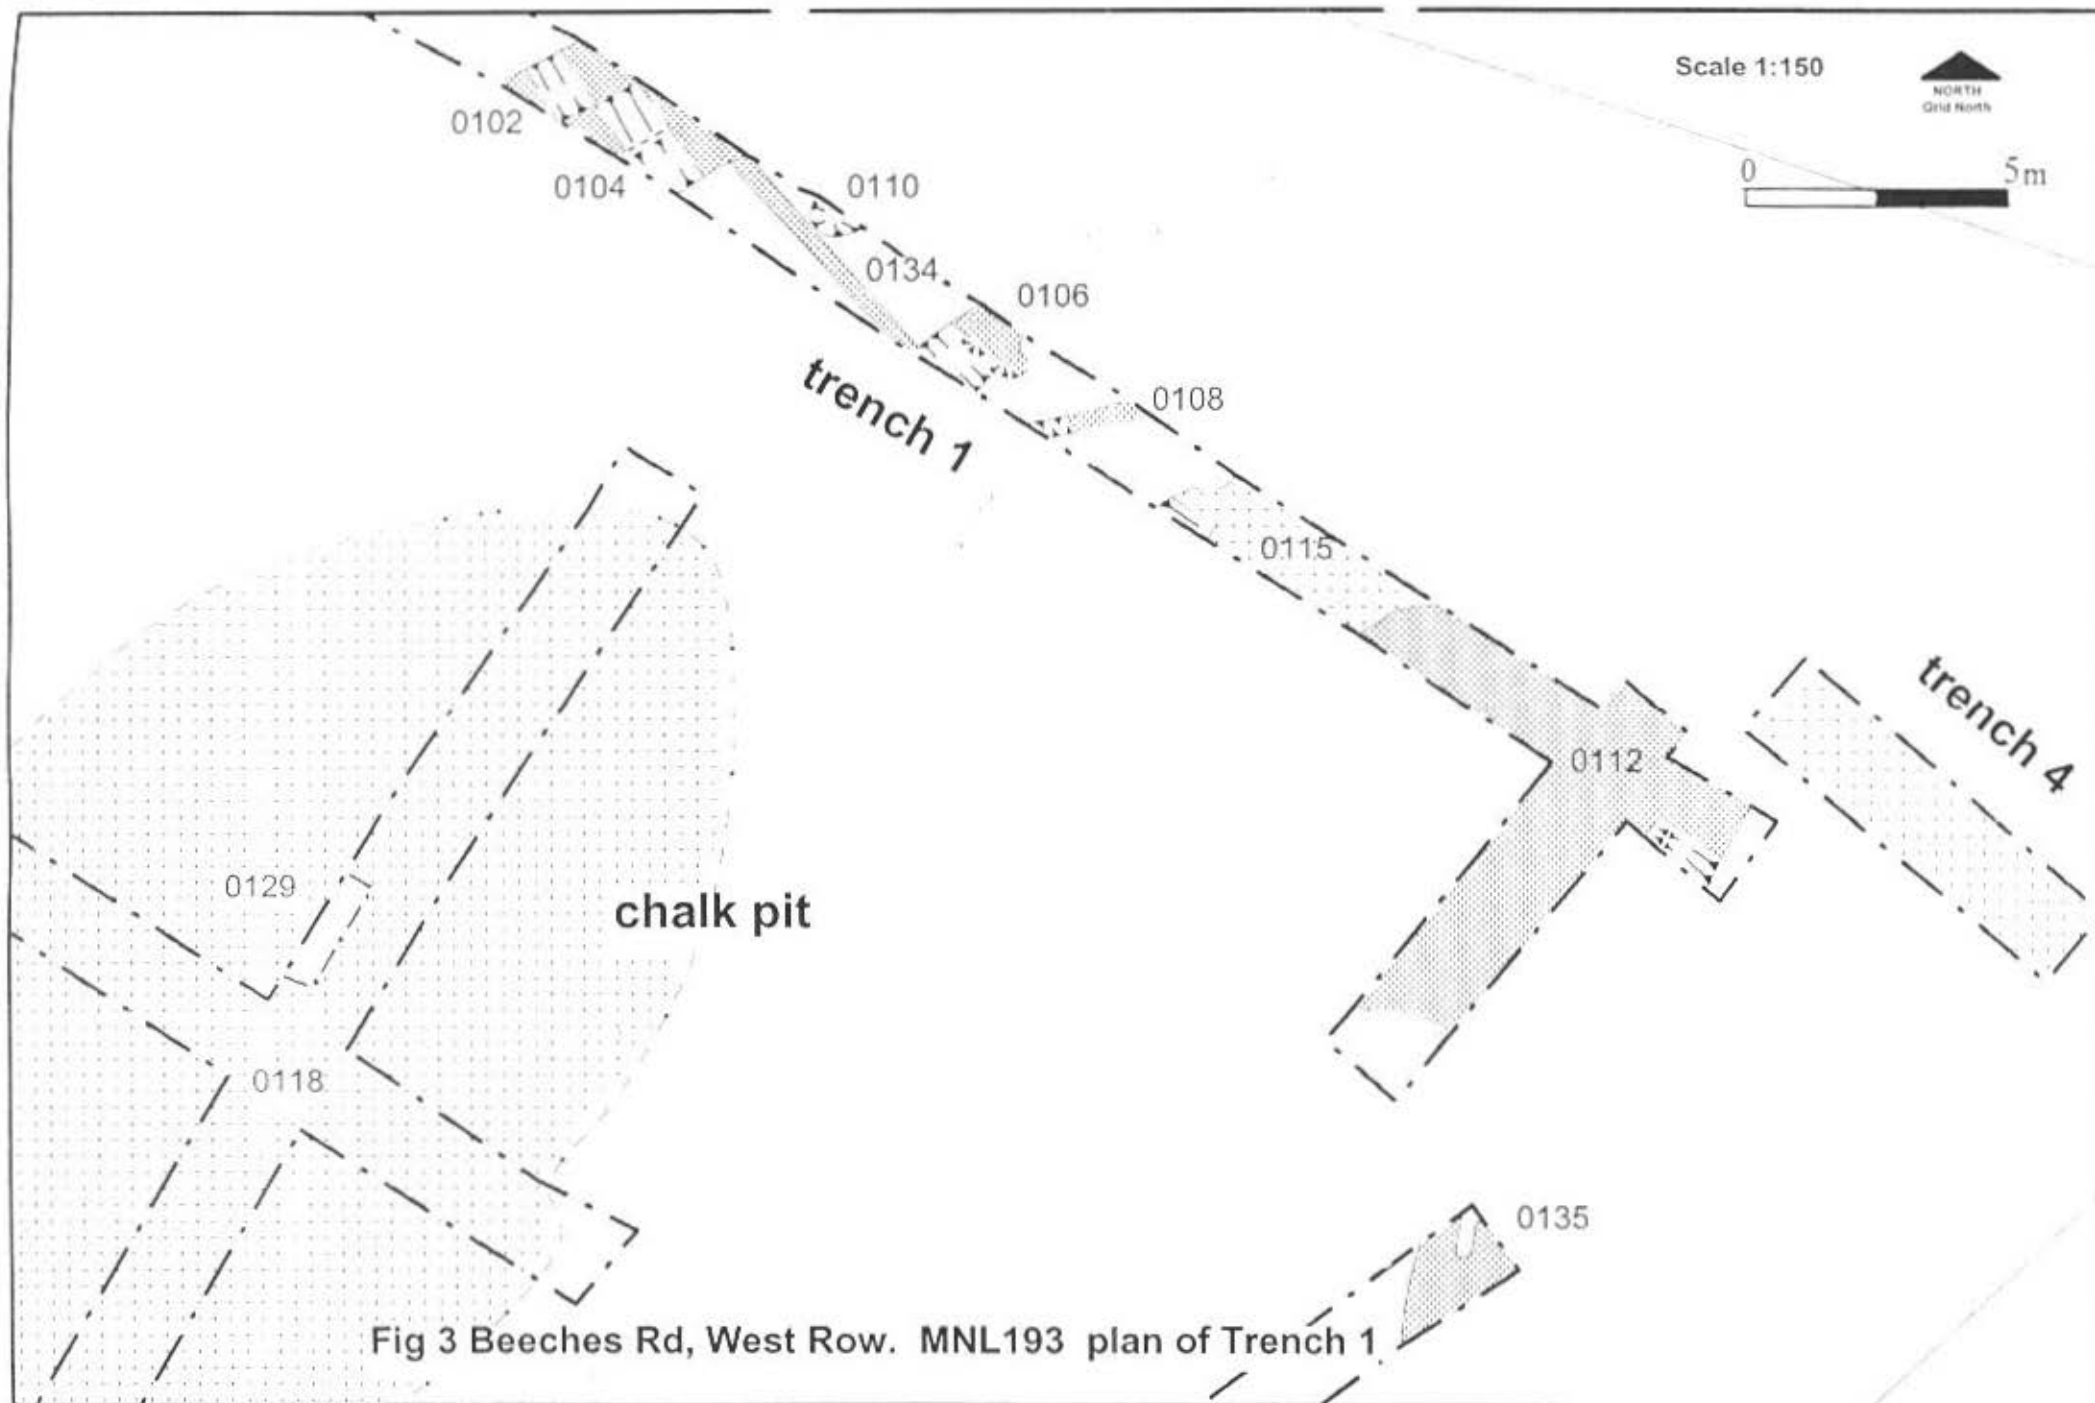 Scale 1:150
NORTH
Grid North
0 5m
0102
0104
0110
0134
0106
trench 1
0108
0115
trench 4
0112
0129
chalk pit
0118
0135
Fig 3 Beeches Rd, West Row. MNL193 plan of Trench 1